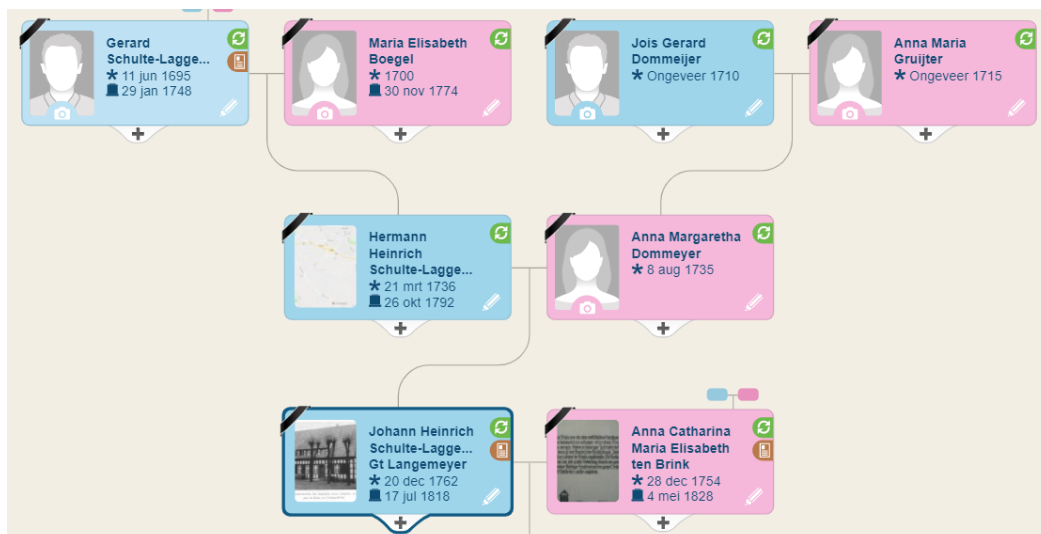 Gerard
Schulte-Lagge...
* 11 jun 1695
29 jan 1748
Maria Elisabeth
Boegel
* 1700
30 nov 1774
Jois Gerard
Dommeijer
* Ongeveer 1710
Anna Maria
Gruijter
* Ongeveer 1715
Hermann
Heinrich
Schulte-Lagge...
* 21 mrt 1736
26 okt 1792
Anna Margaretha
Dommeyer
* 8 aug 1735
Johann Heinrich
Schulte-Lagge...
Gt Langemeyer
* 20 dec 1762
17 jul 1818
Anna Catharina
Maria Elisabeth
ten Brink
* 28 dec 1754
4 mei 1828